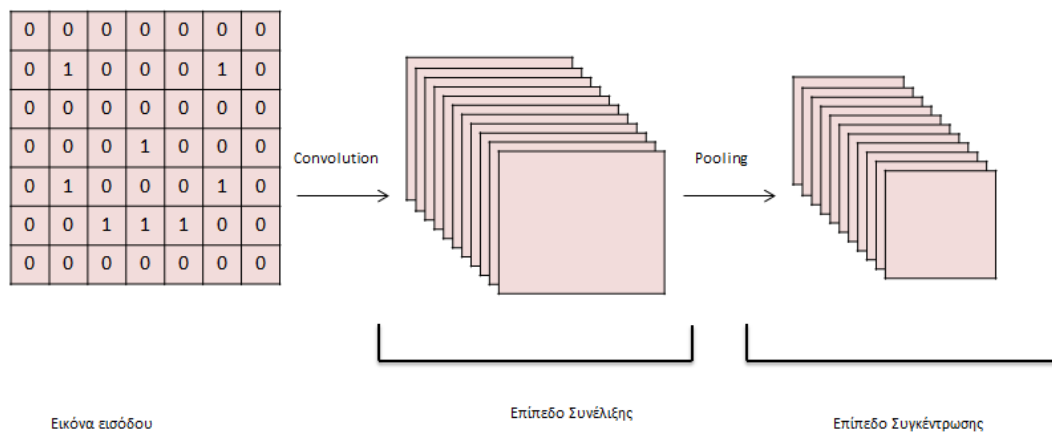 0 0 0 0 0 0 0
0 1 0 0 0 1 0
0 0 0 0 0 0 0
0 0 0 1 0 0 0
0 1 0 0 0 1 0
0 0 1 1 1 0 0
0 0 0 0 0 0 0
Convolution
Pooling
Εικόνα εισόδου
Επίπεδο Συνέλιξης
Επίπεδο Συγκέντρωσης